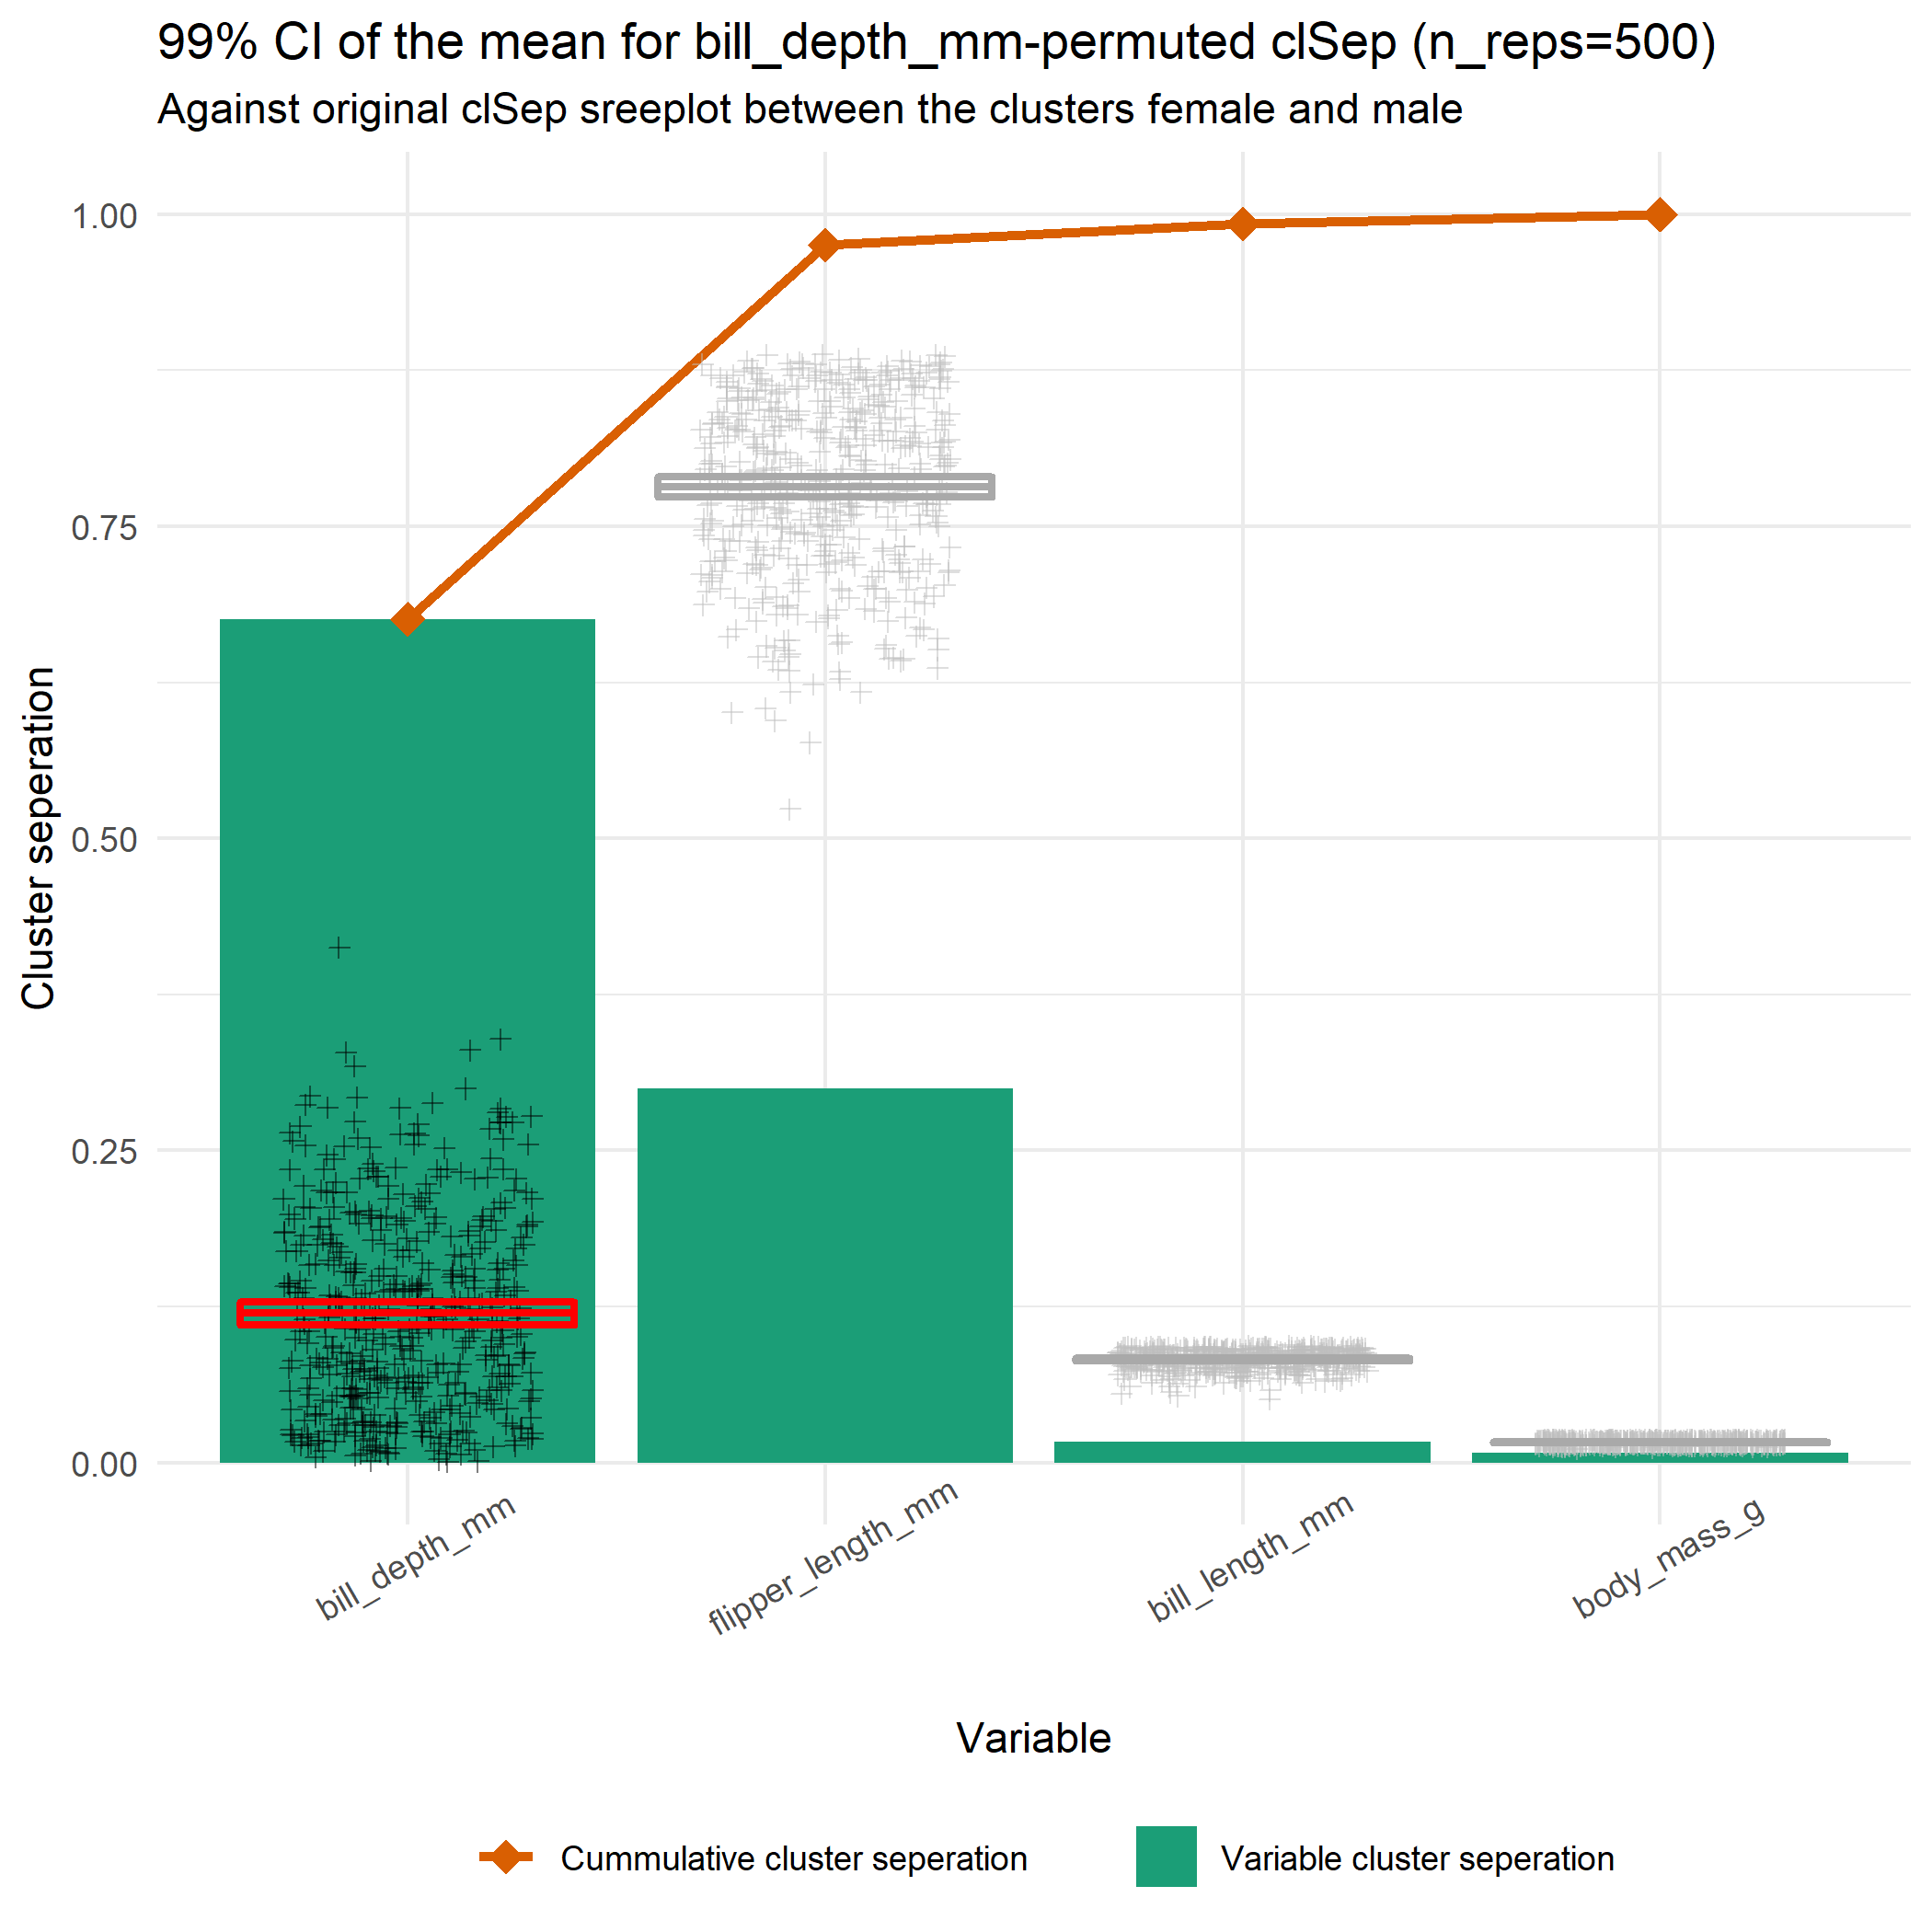 99% CI of the mean for bill_depth_mm-permuted clSep (n_reps=500)
Against original clSep sreeplot between the clusters female and male
1.00
0.75
0.50
0.25
0.00
Cluster seperation
bill_depth_mm
flipper_length_mm
bill_length_mm
body_mass_g
Variable
Cummulative cluster seperation
Variable cluster seperation